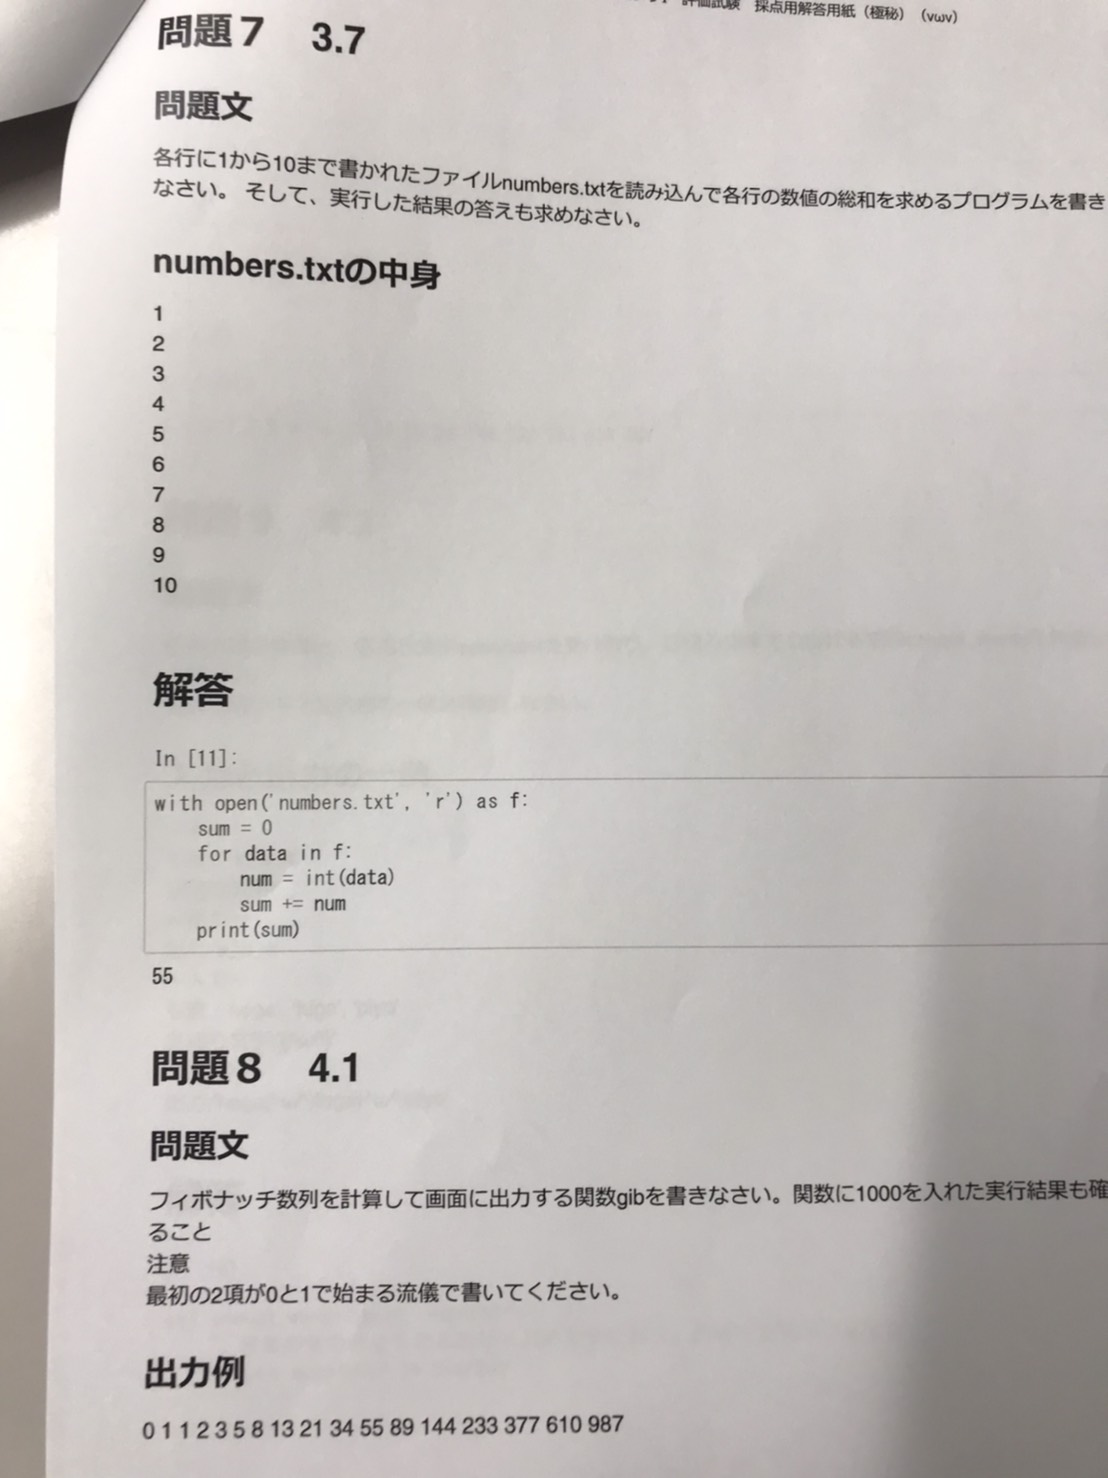 評価試験 採点用解答用紙（極秘）（vωv）
問題7 3.7
問題文
各行に1から10まで書かれたファイルnumbers.txtを読み込んで各行の数値の総和を求めるプログラムを書き
なさい。 そして、実行した結果の答えも求めなさい。
numbers.txtの中身
1
2
3
4
5
6
7
8
9
10
解答
In [11]:
with open('numbers.txt', 'r') as f:
    sum = 0
    for data in f:
        num = int(data)
        sum += num
    print(sum)
55
問題8 4.1
問題文
フィボナッチ数列を計算して画面に出力する関数gibを書きなさい。関数に1000を入れた実行結果も確
ること
注意
最初の2項が0と1で始まる流儀で書いてください。
出力例
0 1 1 2 3 5 8 13 21 34 55 89 144 233 377 610 987